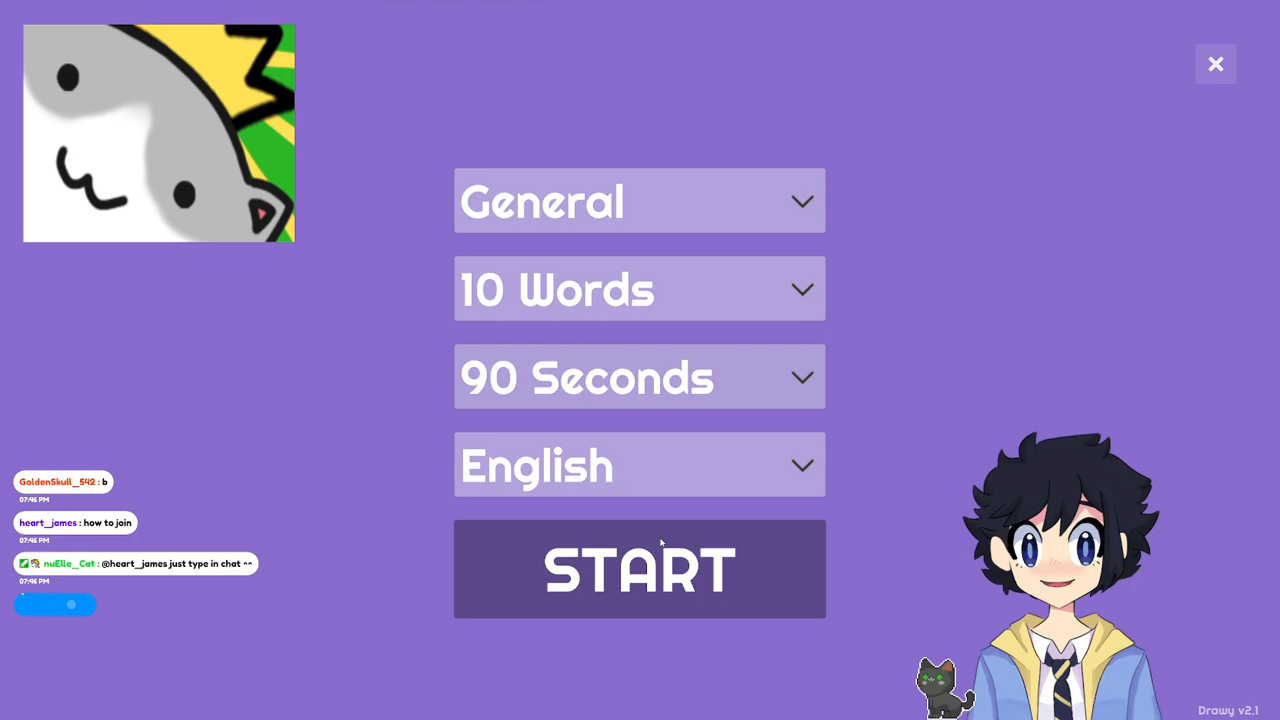 General
10 Words
90 Seconds
English
START
GoldenSkull_542 : b
07:46 PM
heart_james : how to join
07:46 PM
nuElle_Cat : @heart_james just type in chat ^^
07:46 PM
Drawy v2.1